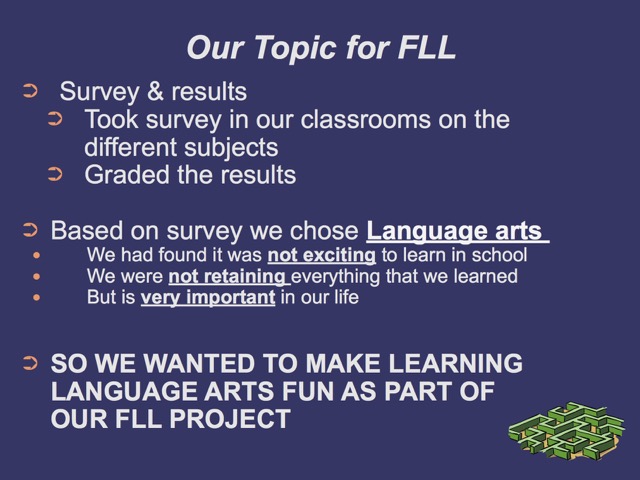 Our Topic for FLL
Survey & results
Took survey in our classrooms on the
different subjects
Graded the results
Based on survey we chose Language arts
We had found it was not exciting to learn in school
We were not retaining everything that we learned
But is very important in our life
SO WE WANTED TO MAKE LEARNING
LANGUAGE ARTS FUN AS PART OF
OUR FLL PROJECT